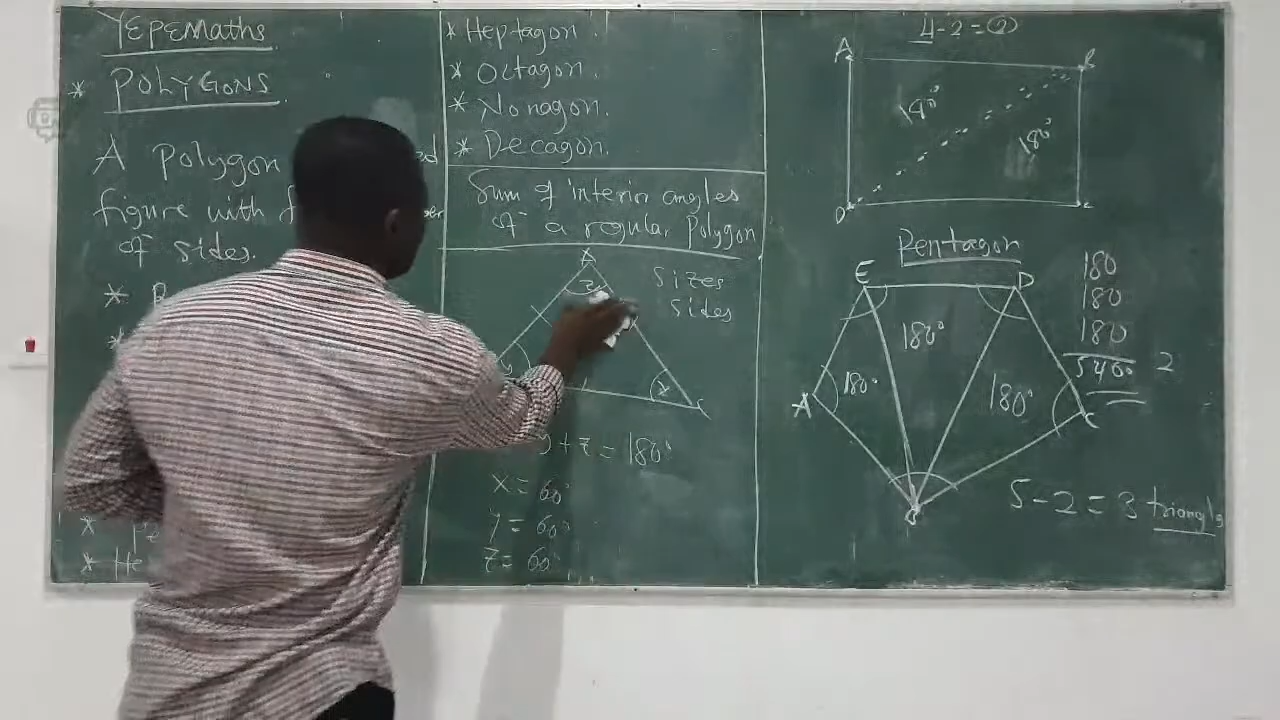 YEPEMaths
* POLYGONS
A Polygon
figure with
of sides.
*
*
*
* He
* Heptagon.
* Octagon.
* Nonagon.
* Decagon.
Sum of interior angles
of a regular Polygon
A
Sizes
Sides
z
y
x
C
y + z = 180°
x = 60°
y = 60°
z = 60°
4-2=2
A
B
180°
180°
D
C
Pentagon
E
D
180°
A
180°
180°
C
B
180
180
180
540°
2
5-2=3 triangles